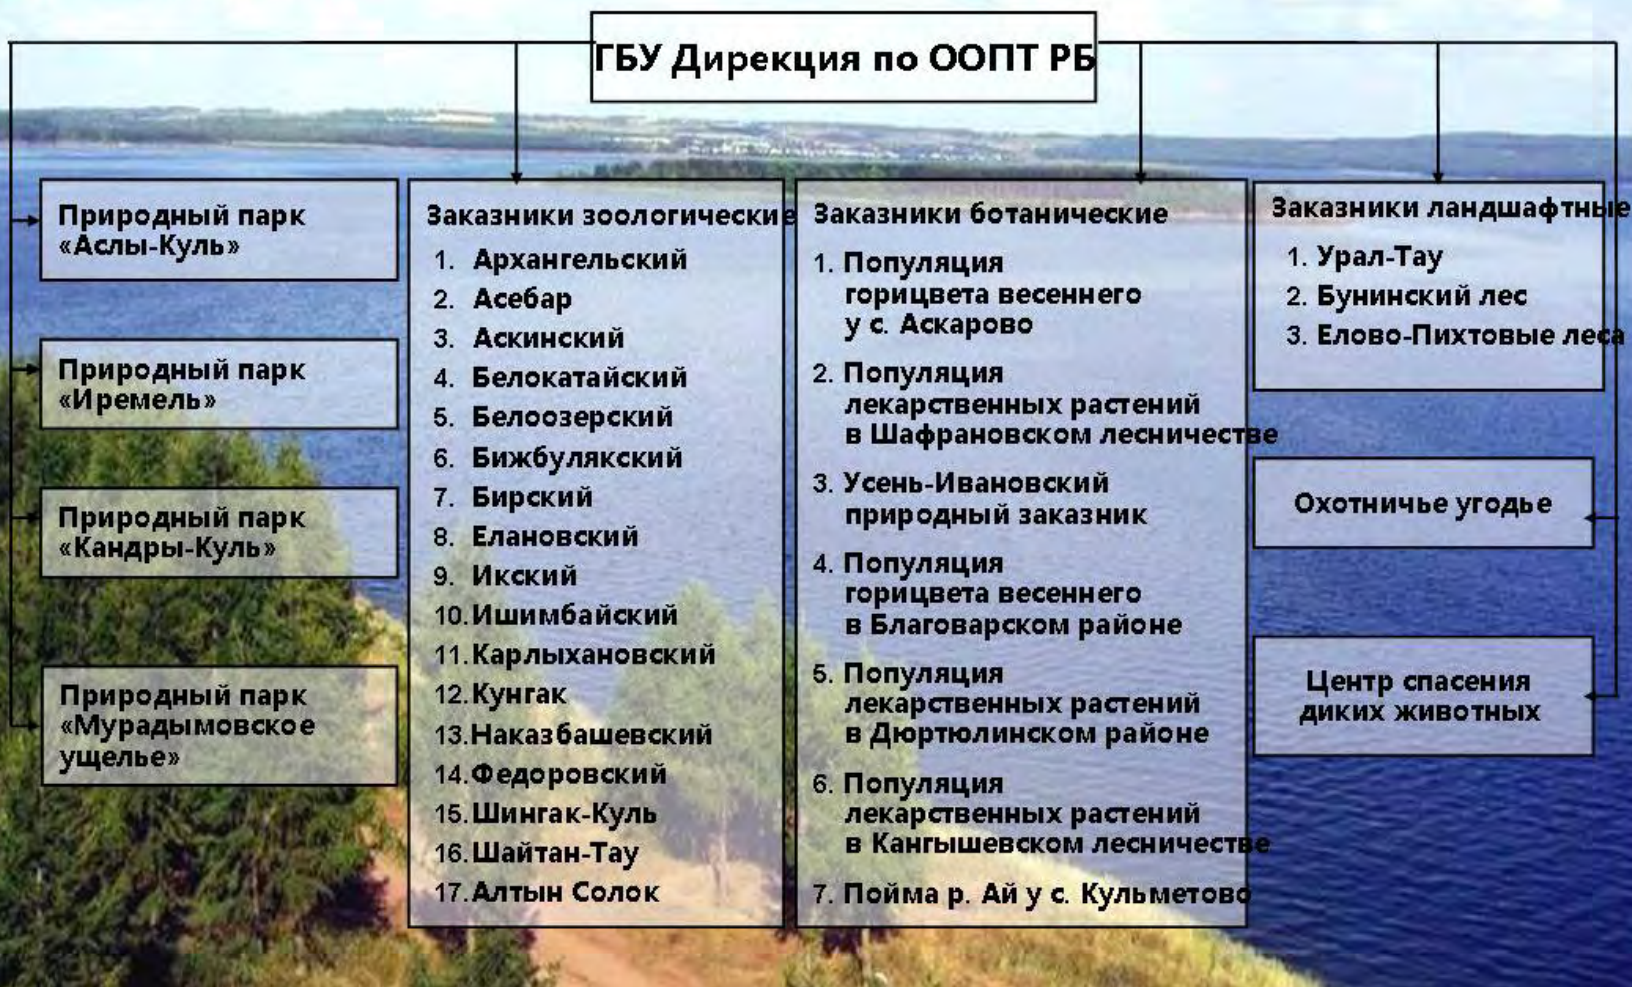 ГБУ Дирекция по ООПТ РБ
Природный парк
«Аслы-Куль»
Природный парк
«Иремель»
Природный парк
«Кандры-Куль»
Природный парк
«Мурадымовское
ущелье»
Заказники зоологические
1. Архангельский
2. Асебар
3. Аскинский
4. Белокатайский
5. Белоозерский
6. Бижбулякский
7. Бирский
8. Елановский
9. Икский
10. Ишимбайский
11. Карлыхановский
12. Кунгак
13. Наказбашевский
14. Федоровский
15. Шингак-Куль
16. Шайтан-Тау
17. Алтын Солок
Заказники ботанические
1. Популяция
горицвета весеннего
у с. Аскарово
2. Популяция
лекарственных растений
в Шафрановском лесничестве
3. Усень-Ивановский
природный заказник
4. Популяция
горицвета весеннего
в Благоварском районе
5. Популяция
лекарственных растений
в Дюртюлинском районе
6. Популяция
лекарственных растений
в Кангышевском лесничестве
7. Пойма р. Ай у с. Кульметово
Заказники ландшафтные
1. Урал-Тау
2. Бунинский лес
3. Елово-Пихтовые леса
Охотничье угодье
Центр спасения
диких животных